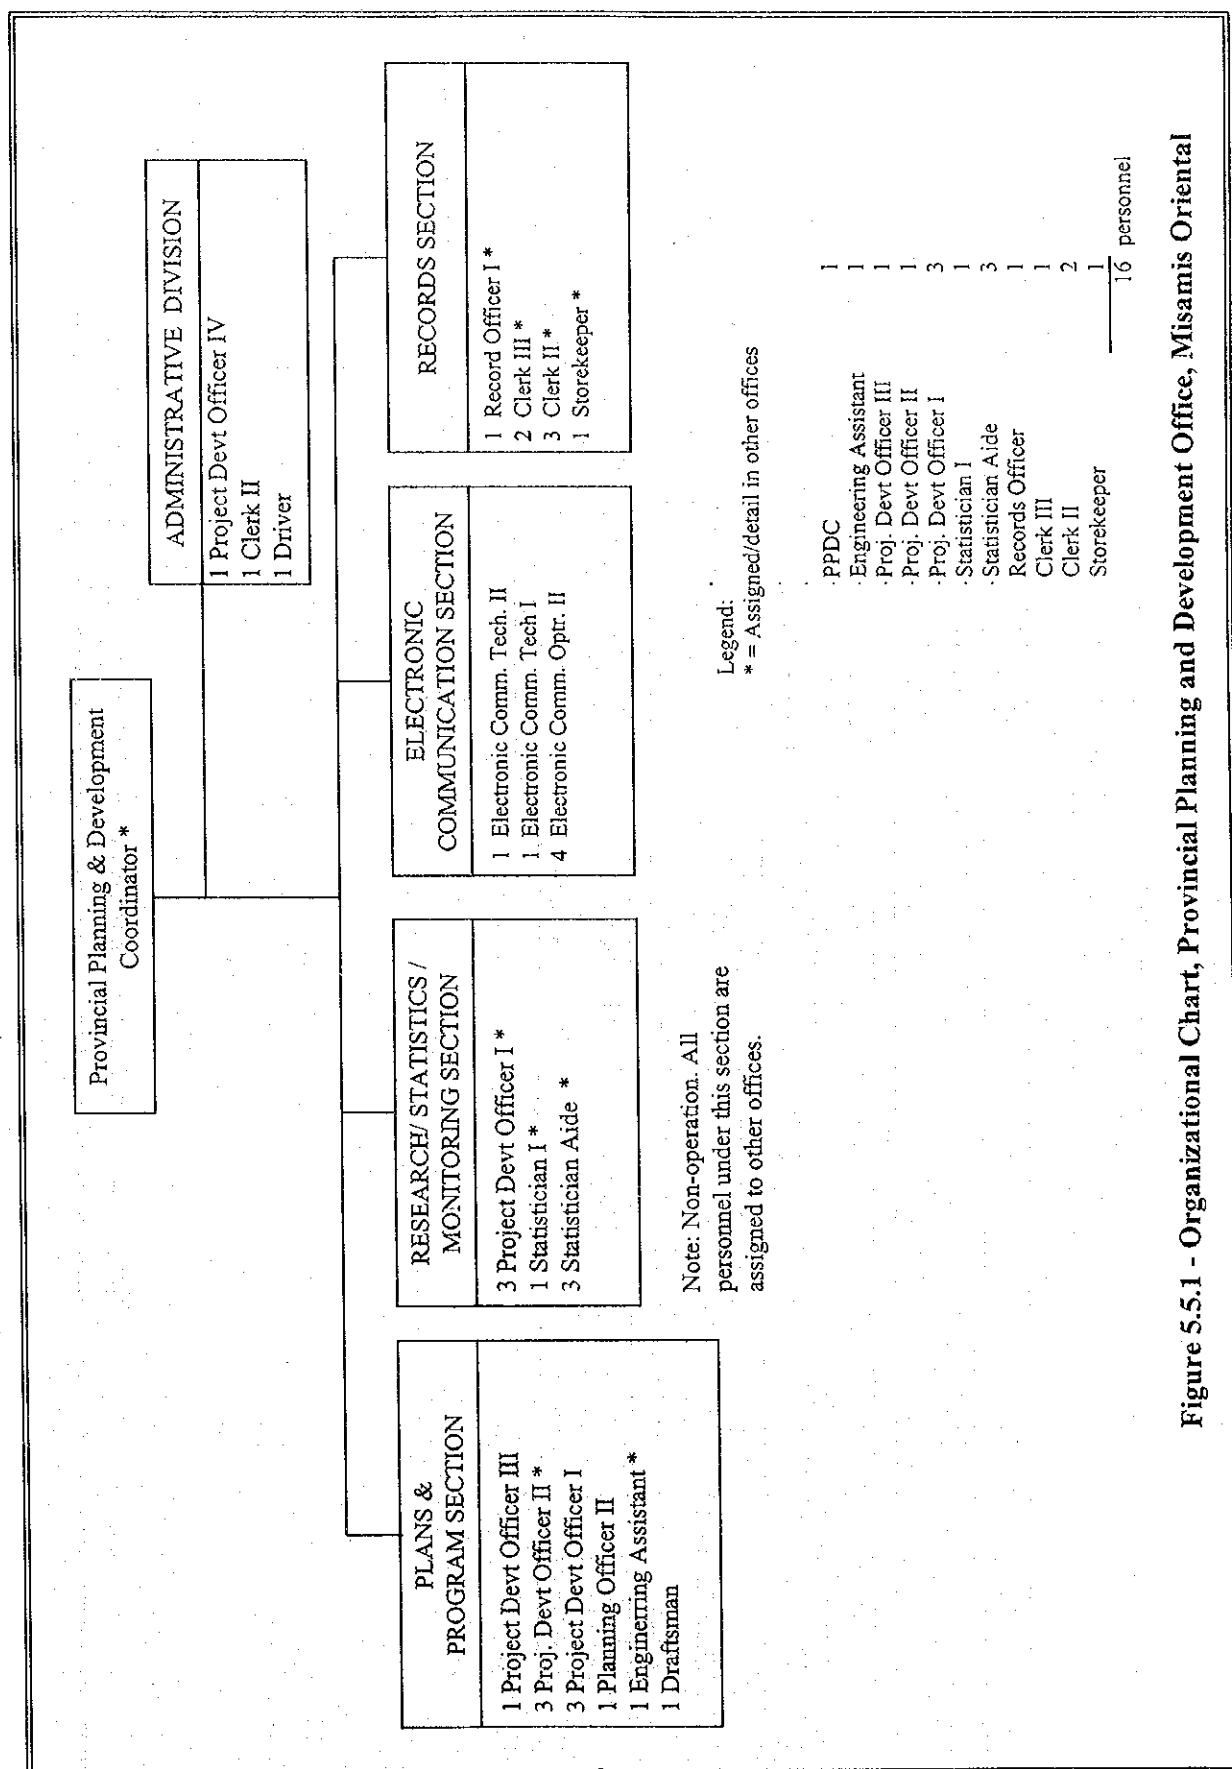 Provincial Planning & Development
Coordinator *
ADMINISTRATIVE DIVISION
1 Project Devt Officer IV
1 Clerk II
1 Driver
PLANS &
PROGRAM SECTION
1 Project Devt Officer III
3 Proj. Devt Officer II *
3 Project Devt Officer I
1 Planning Officer II
1 Enginerring Assistant *
1 Draftsman
RESEARCH/ STATISTICS /
MONITORING SECTION
3 Project Devt Officer I *
1 Statistician I *
3 Statistician Aide *
Note: Non-operation. All
personnel under this section are
assigned to other offices.
ELECTRONIC
COMMUNICATION SECTION
1 Electronic Comm. Tech. II
1 Electronic Comm. Tech I
4 Electronic Comm. Optr. II
RECORDS SECTION
1 Record Officer I *
2 Clerk III *
3 Clerk II *
1 Storekeeper *
Legend:
* = Assigned/detail in other offices
PPDC 1
Engineering Assistant 1
Proj. Devt Officer III 1
Proj. Devt Officer II 1
Proj. Devt Officer I 3
Statistician I 1
Statistician Aide 3
Records Officer 1
Clerk III 1
Clerk II 2
Storekeeper 1
16 personnel
Figure 5.5.1 - Organizational Chart, Provincial Planning and Development Office, Misamis Oriental